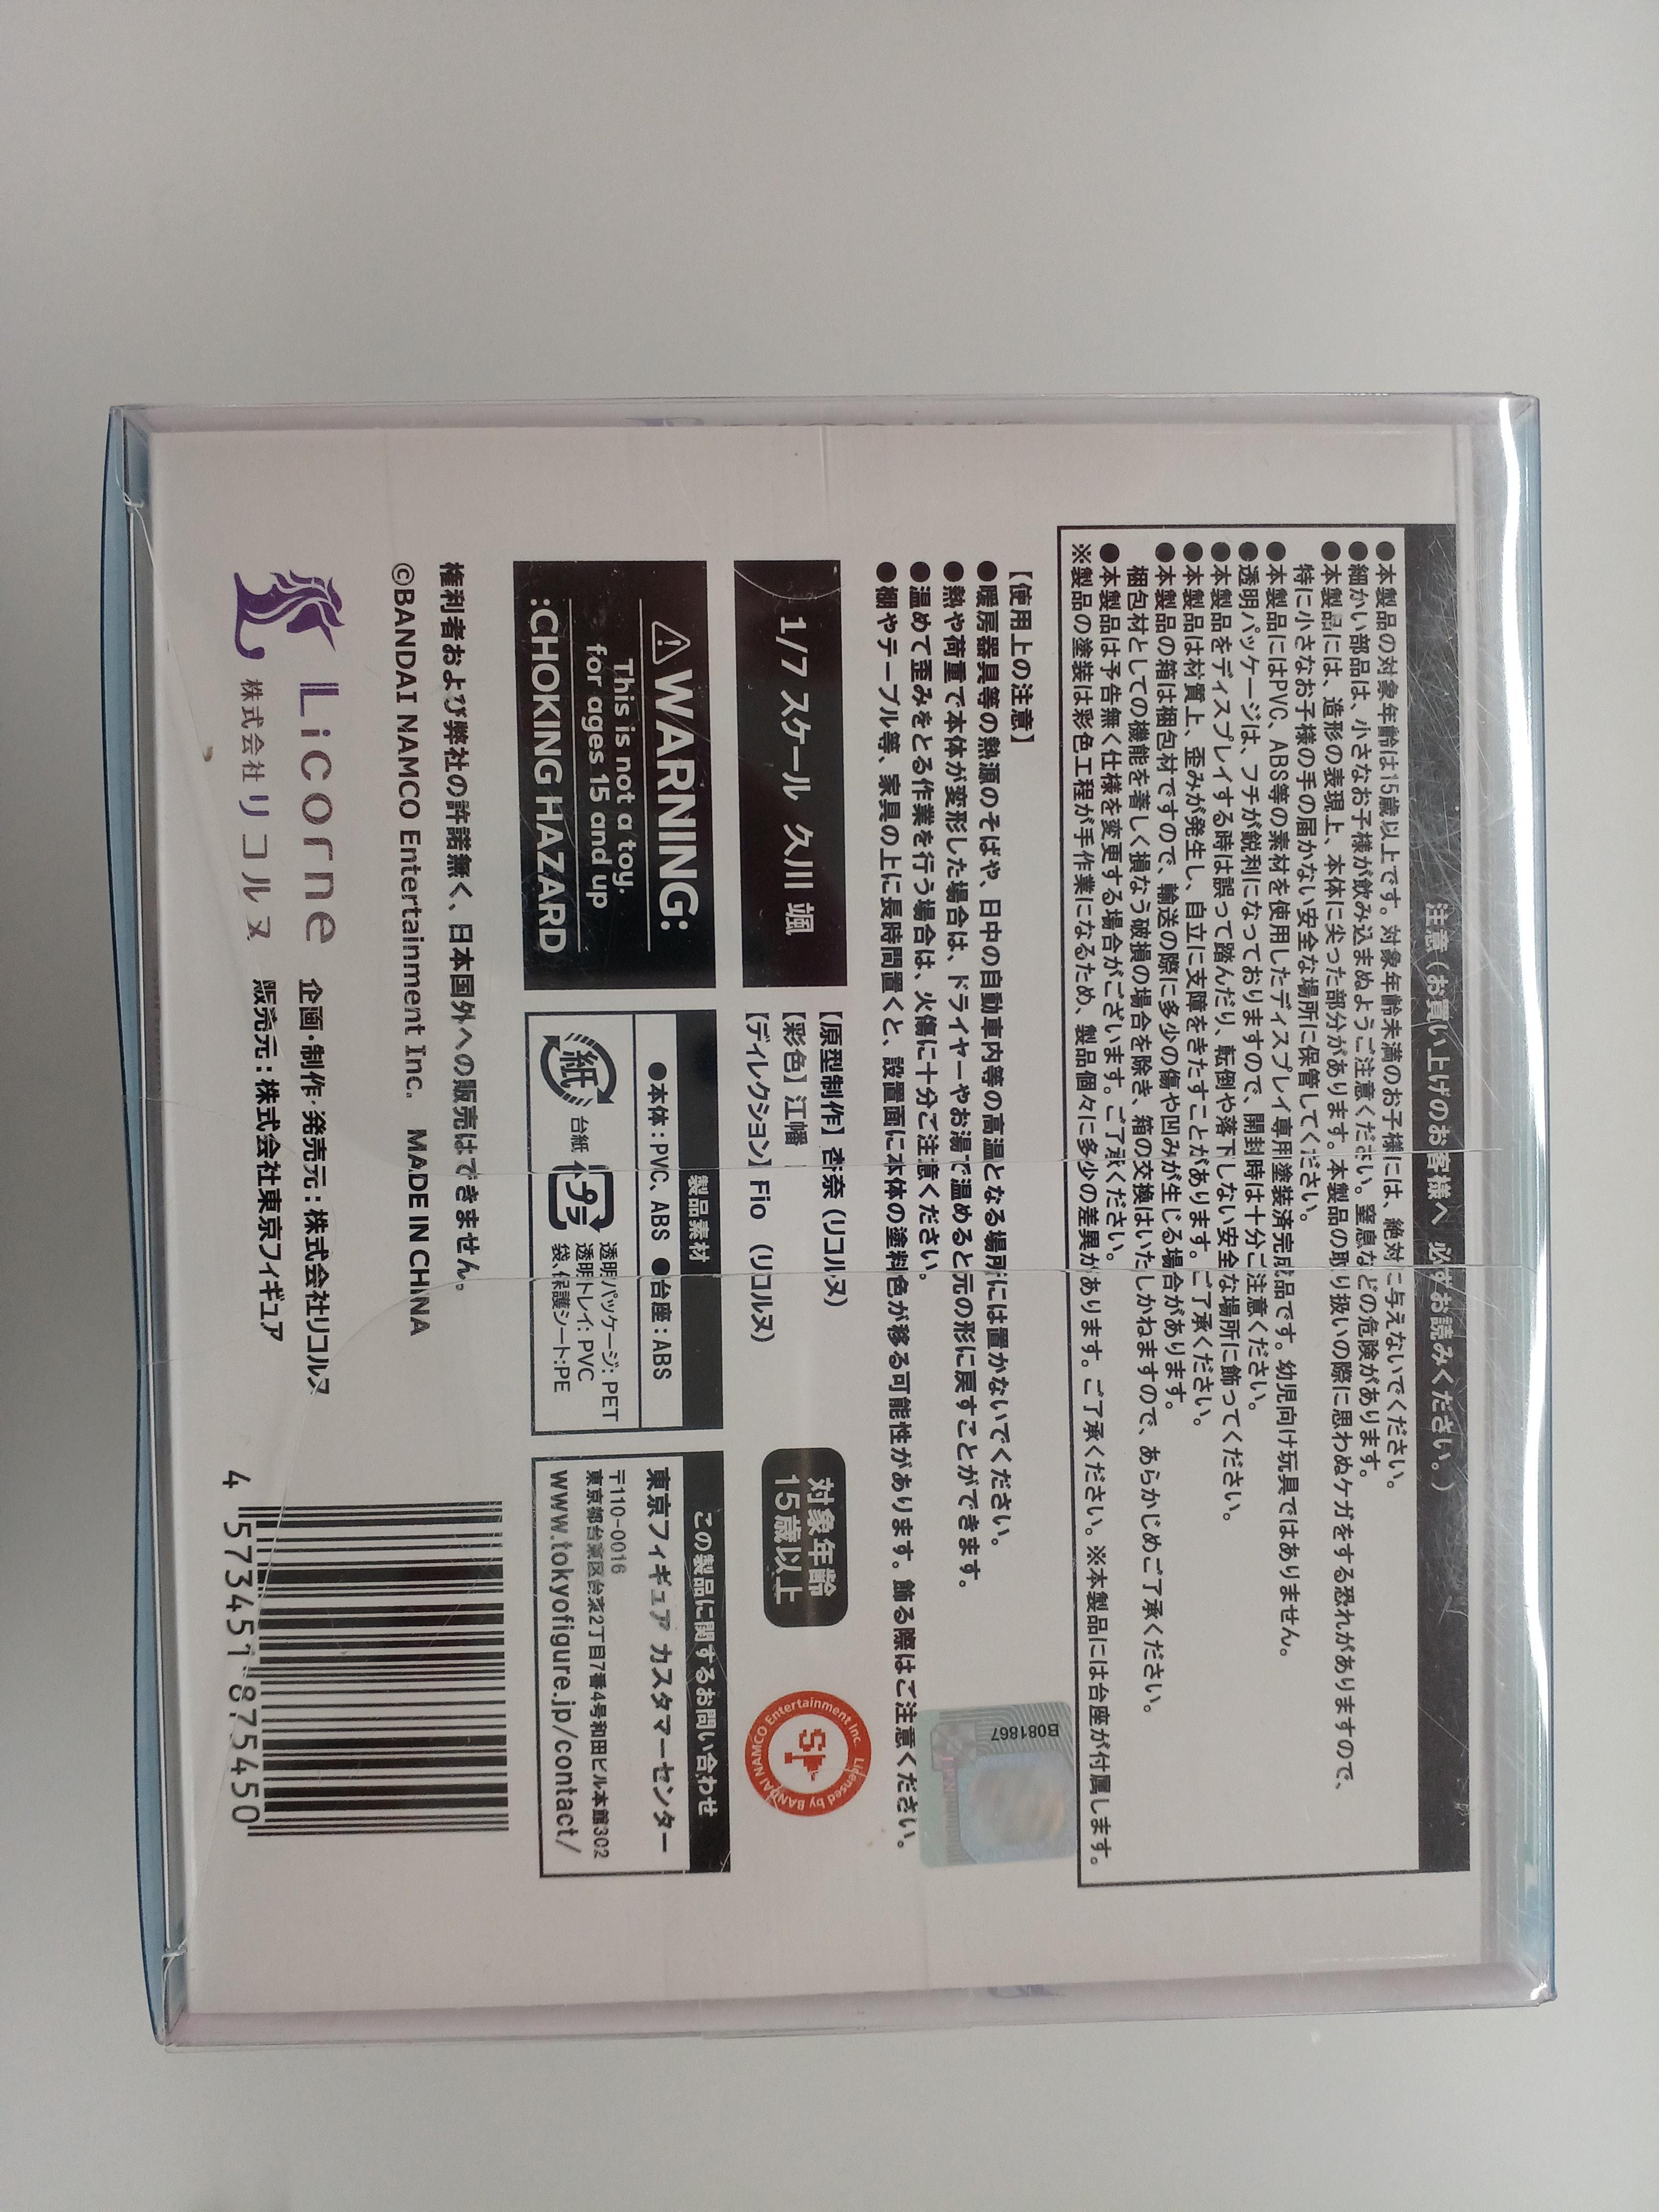 注意（お買い上げのお客様へ 必ずお読みください。）
●本製品の対象年齢は15歳以上です。対象年齢未満のお子様には、絶対に与えないでください。
●細かい部品は、小さなお子様が飲み込まぬようご注意ください。窒息などの危険があります。
●本製品には、造形の表現上、本体に尖った部分があります。本製品の取り扱いの際に思わぬケガをする恐れがありますので、
特に小さなお子様の手の届かない安全な場所に保管してください。
●本製品にはPVC、ABS等の素材を使用したディスプレイ専用塗装済完成品です。幼児向け玩具ではありません。
●透明パッケージは、フチが鋭利になっておりますので、開封時は十分ご注意ください。
●本製品をディスプレイする時は誤って踏んだり、転倒や落下しない安全な場所に飾ってください。
●本製品は材質上、歪みが発生し、自立に支障をきたすことがあります。ご了承ください。
●本製品の箱は梱包材ですので、輸送の際に多少の傷や凹みが生じる場合があります。
梱包材としての機能を著しく損なう破損の場合を除き、箱の交換はいたしかねますので、あらかじめご了承ください。
●本製品は予告無く仕様を変更する場合がございます。ご了承ください。
※製品の塗装は彩色工程が手作業になるため、製品個々に多少の差異があります。ご了承ください。※本製品には台座が付属します。
【使用上の注意】
●暖房器具等の熱源のそばや、日中の自動車内等の高温となる場所には置かないでください。
●熱や荷重で本体が変形した場合は、ドライヤーやお湯で温めると元の形に戻すことができます。
●温めて歪みをとる作業を行う場合は、火傷に十分ご注意ください。
●棚やテーブル等、家具の上に長時間置くと、設置面に本体の塗料色が移る可能性があります。飾る際はご注意ください。
B081867
1/7 スケール 久川 颯
【原型制作】壱奈（リコルヌ）
【彩色】江幡
【ディレクション】Fio （リコルヌ）
対象年齢
15歳以上
Licensed by BANDAI NAMCO Entertainment Inc.
⚠WARNING:
This is not a toy.
for ages 15 and up
:CHOKING HAZARD
製品素材
●本体：PVC、ABS ●台座：ABS
紙 台紙
プラ
透明パッケージ：PET
透明トレイ：PVC
袋、保護シート：PE
この製品に関するお問い合わせ
東京フィギュア カスタマーセンター
〒110-0016
東京都台東区台東2丁目7番4号和田ビル本館302
www.tokyofigure.jp/contact/
権利者および弊社の許諾無く、日本国外への販売はできません。
©BANDAI NAMCO Entertainment Inc. MADE IN CHINA
Licorne
株式会社リコルヌ
企画・制作・発売元：株式会社リコルヌ
販売元：株式会社東京フィギュア
4 573451 875450